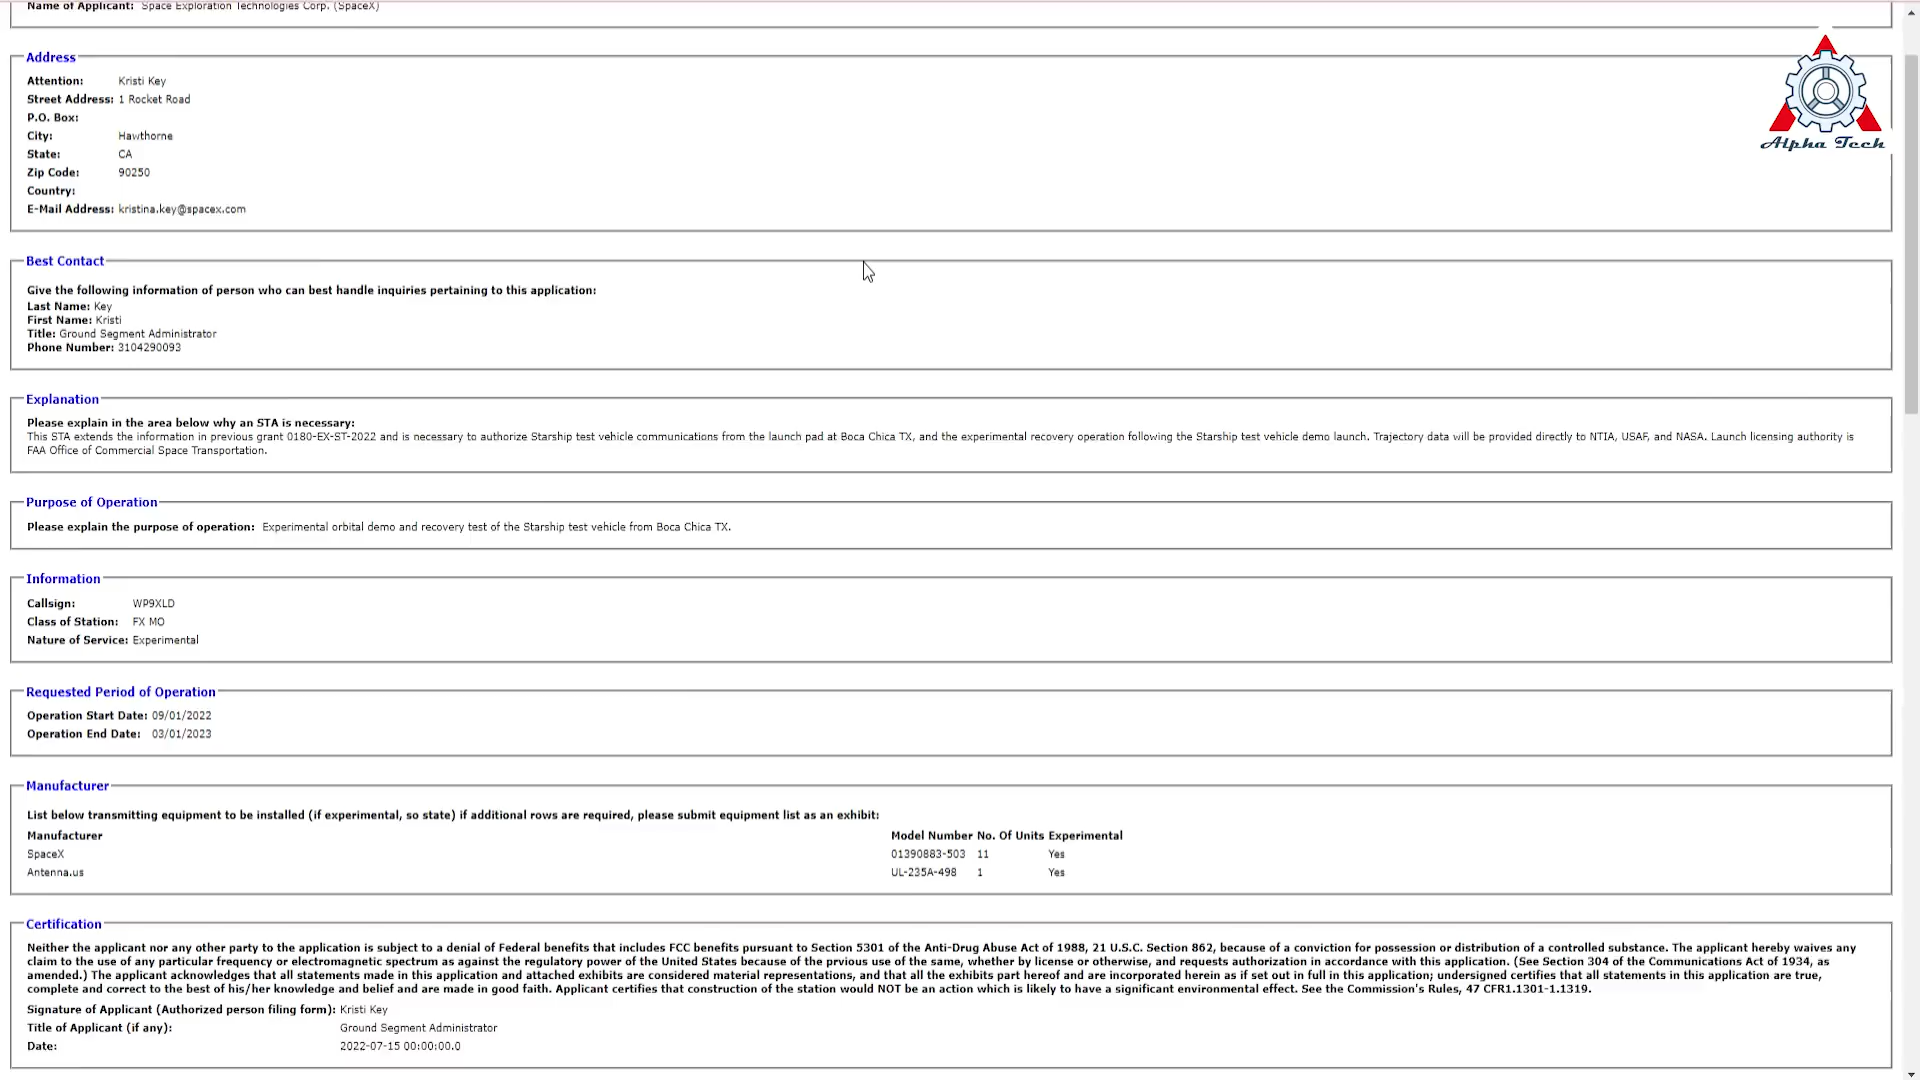 Name of Applicant: Space Exploration Technologies Corp. (SpaceX)
Address
Attention: Kristi Key
Street Address: 1 Rocket Road
P.O. Box:
City: Hawthorne
State: CA
Zip Code: 90250
Country:
E-Mail Address: kristina.key@spacex.com
Alpha Tech
Best Contact
Give the following information of person who can best handle inquiries pertaining to this application:
Last Name: Key
First Name: Kristi
Title: Ground Segment Administrator
Phone Number: 3104290093
Explanation
Please explain in the area below why an STA is necessary:
This STA extends the information in previous grant 0180-EX-ST-2022 and is necessary to authorize Starship test vehicle communications from the launch pad at Boca Chica TX, and the experimental recovery operation following the Starship test vehicle demo launch. Trajectory data will be provided directly to NTIA, USAF, and NASA. Launch licensing authority is
FAA Office of Commercial Space Transportation.
Purpose of Operation
Please explain the purpose of operation: Experimental orbital demo and recovery test of the Starship test vehicle from Boca Chica TX.
Information
Callsign: WP9XLD
Class of Station: FX MO
Nature of Service: Experimental
Requested Period of Operation
Operation Start Date: 09/01/2022
Operation End Date: 03/01/2023
Manufacturer
List below transmitting equipment to be installed (if experimental, so state) if additional rows are required, please submit equipment list as an exhibit:
Manufacturer Model Number No. Of Units Experimental
SpaceX 01390883-503 11 Yes
Antenna.us UL-235A-498 1 Yes
Certification
Neither the applicant nor any other party to the application is subject to a denial of Federal benefits that includes FCC benefits pursuant to Section 5301 of the Anti-Drug Abuse Act of 1988, 21 U.S.C. Section 862, because of a conviction for possession or distribution of a controlled substance. The applicant hereby waives any
claim to the use of any particular frequency or electromagnetic spectrum as against the regulatory power of the United States because of the prvious use of the same, whether by license or otherwise, and requests authorization in accordance with this application. (See Section 304 of the Communications Act of 1934, as
amended.) The applicant acknowledges that all statements made in this application and attached exhibits are considered material representations, and that all the exhibits part hereof and are incorporated herein as if set out in full in this application; undersigned certifies that all statements in this application are true,
complete and correct to the best of his/her knowledge and belief and are made in good faith. Applicant certifies that construction of the station would NOT be an action which is likely to have a significant environmental effect. See the Commission's Rules, 47 CFR1.1301-1.1319.
Signature of Applicant (Authorized person filing form): Kristi Key
Title of Applicant (if any): Ground Segment Administrator
Date: 2022-07-15 00:00:00.0